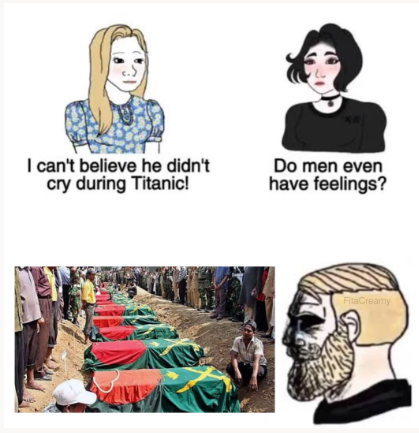 I can't believe he didn't
cry during Titanic!
Do men even
have feelings?
FitaCreamy